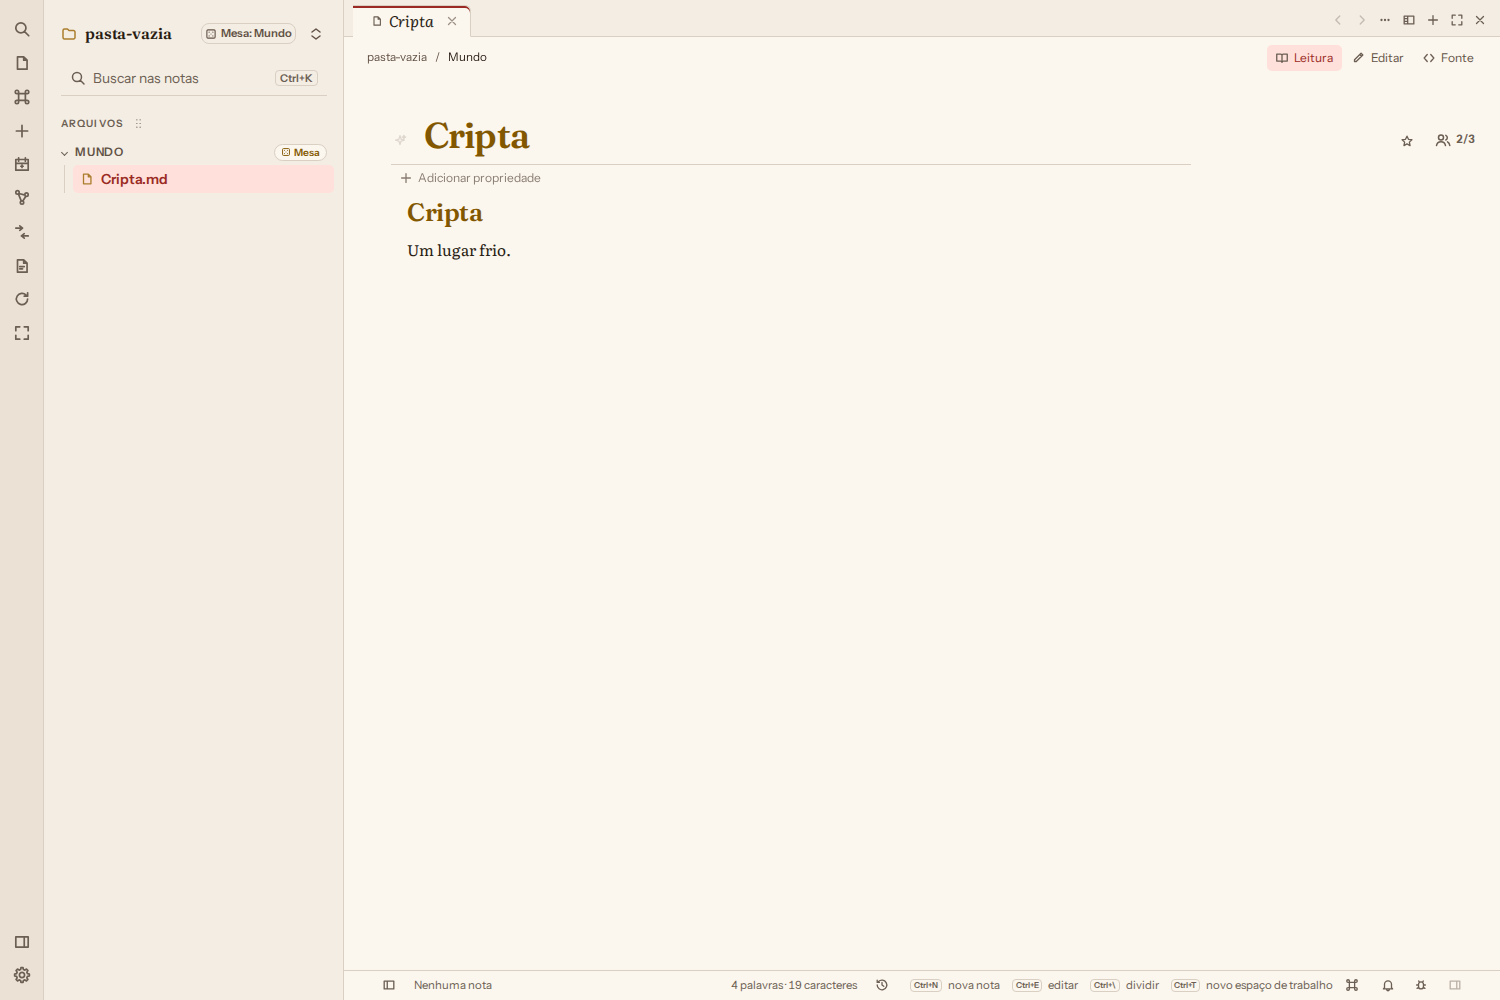 pasta-vazia
Mesa: Mundo
Buscar nas notas
Ctrl+K
ARQUIVOS
MUNDO
Mesa
Cripta.md
Cripta
pasta-vazia / Mundo
Leitura
Editar
Fonte
Cripta
2/3
Adicionar propriedade
Cripta
Um lugar frio.
Nenhuma nota
4 palavras · 19 caracteres
Ctrl+N nova nota
Ctrl+E editar
Ctrl+\ dividir
Ctrl+T novo espaço de trabalho